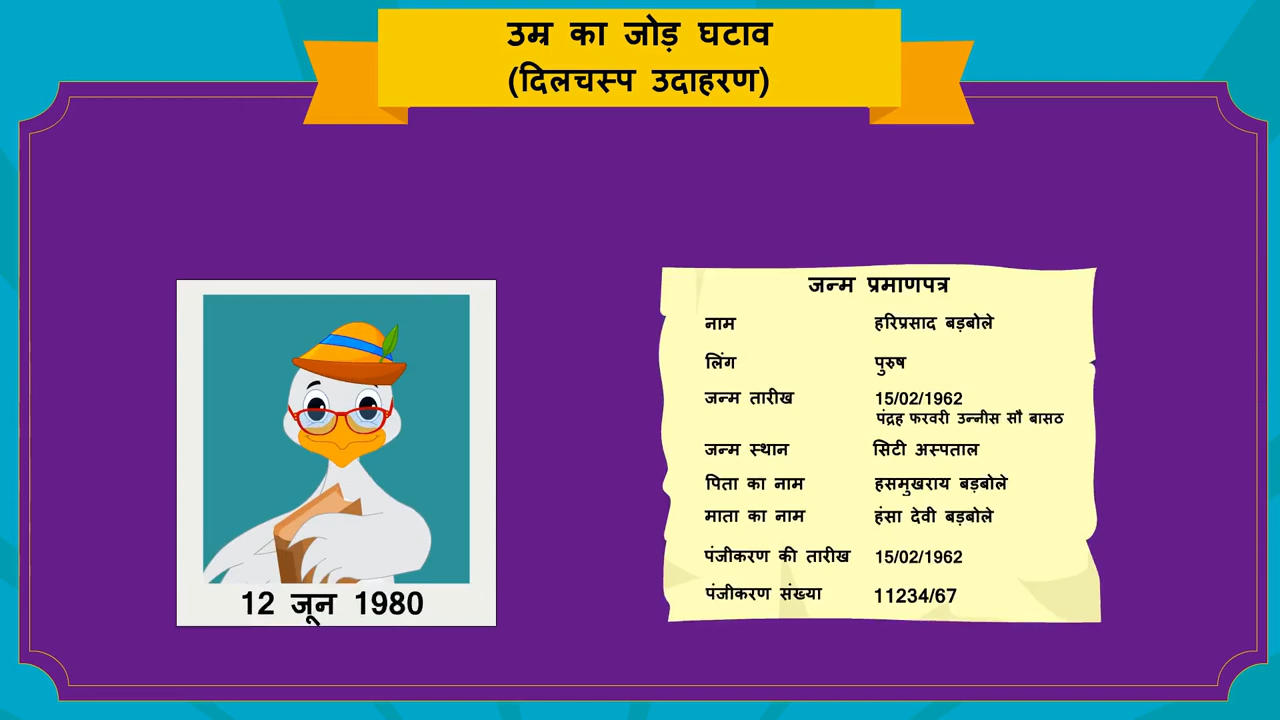 उम्र का जोड़ घटाव
(दिलचस्प उदाहरण)
12 जून 1980
जन्म प्रमाणपत्र
नाम हरिप्रसाद बड़बोले
लिंग पुरुष
जन्म तारीख 15/02/1962
पंद्रह फरवरी उन्नीस सौ बासठ
जन्म स्थान सिटी अस्पताल
पिता का नाम हसमुखराय बड़बोले
माता का नाम हंसा देवी बड़बोले
पंजीकरण की तारीख 15/02/1962
पंजीकरण संख्या 11234/67